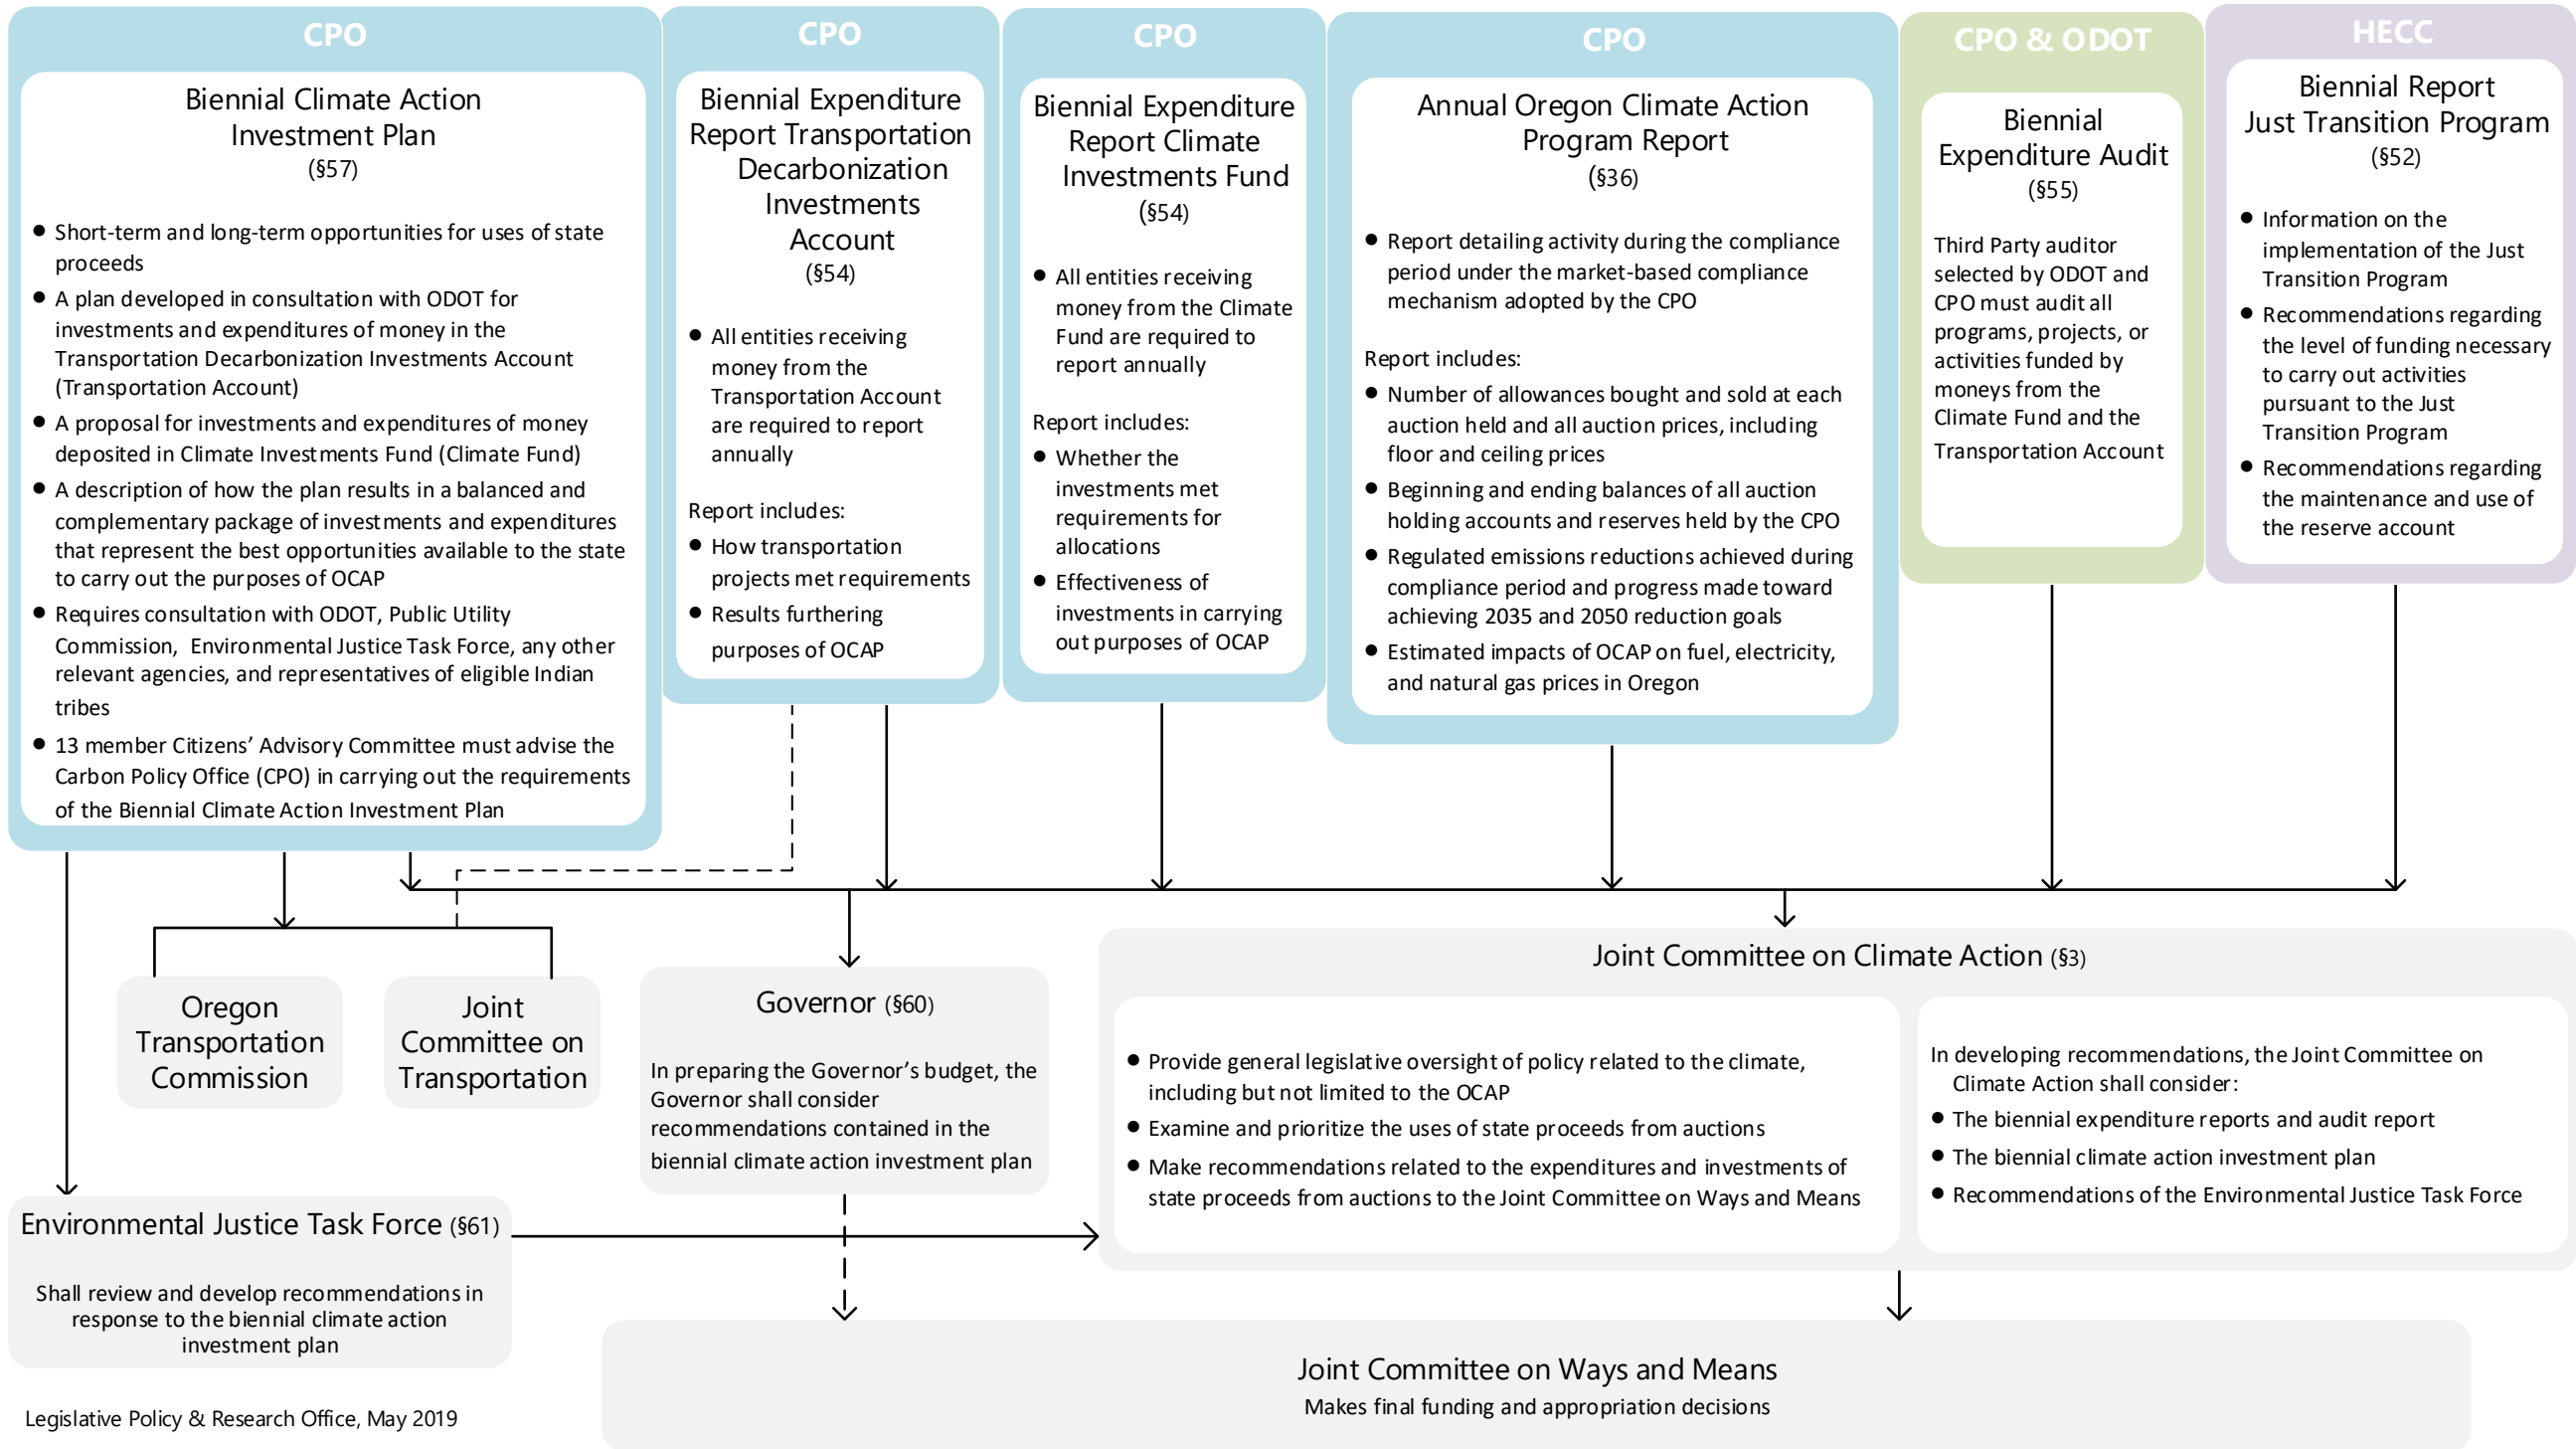 CPO
Biennial Climate Action
Investment Plan
(§57)
● Short-term and long-term opportunities for uses of state
proceeds
● A plan developed in consultation with ODOT for
investments and expenditures of money in the
Transportation Decarbonization Investments Account
(Transportation Account)
● A proposal for investments and expenditures of money
deposited in Climate Investments Fund (Climate Fund)
● A description of how the plan results in a balanced and
complementary package of investments and expenditures
that represent the best opportunities available to the state
to carry out the purposes of OCAP
● Requires consultation with ODOT, Public Utility
Commission, Environmental Justice Task Force, any other
relevant agencies, and representatives of eligible Indian
tribes
● 13 member Citizens’ Advisory Committee must advise the
Carbon Policy Office (CPO) in carrying out the requirements
of the Biennial Climate Action Investment Plan
CPO
Biennial Expenditure
Report Transportation
Decarbonization
Investments
Account
(§54)
● All entities receiving
money from the
Transportation Account
are required to report
annually
Report includes:
● How transportation
projects met requirements
● Results furthering
purposes of OCAP
CPO
Biennial Expenditure
Report Climate
Investments Fund
(§54)
● All entities receiving
money from the Climate
Fund are required to
report annually
Report includes:
● Whether the
investments met
requirements for
allocations
● Effectiveness of
investments in carrying
out purposes of OCAP
CPO
Annual Oregon Climate Action
Program Report
(§36)
● Report detailing activity during the compliance
period under the market-based compliance
mechanism adopted by the CPO
Report includes:
● Number of allowances bought and sold at each
auction held and all auction prices, including
floor and ceiling prices
● Beginning and ending balances of all auction
holding accounts and reserves held by the CPO
● Regulated emissions reductions achieved during
compliance period and progress made toward
achieving 2035 and 2050 reduction goals
● Estimated impacts of OCAP on fuel, electricity,
and natural gas prices in Oregon
CPO & ODOT
Biennial
Expenditure Audit
(§55)
Third Party auditor
selected by ODOT and
CPO must audit all
programs, projects, or
activities funded by
moneys from the
Climate Fund and the
Transportation Account
HECC
Biennial Report
Just Transition Program
(§52)
● Information on the
implementation of the Just
Transition Program
● Recommendations regarding
the level of funding necessary
to carry out activities
pursuant to the Just
Transition Program
● Recommendations regarding
the maintenance and use of
the reserve account
Oregon
Transportation
Commission
Joint
Committee on
Transportation
Governor (§60)
In preparing the Governor’s budget, the
Governor shall consider
recommendations contained in the
biennial climate action investment plan
Joint Committee on Climate Action (§3)
● Provide general legislative oversight of policy related to the climate,
including but not limited to the OCAP
● Examine and prioritize the uses of state proceeds from auctions
● Make recommendations related to the expenditures and investments of
state proceeds from auctions to the Joint Committee on Ways and Means
In developing recommendations, the Joint Committee on
Climate Action shall consider:
● The biennial expenditure reports and audit report
● The biennial climate action investment plan
● Recommendations of the Environmental Justice Task Force
Environmental Justice Task Force (§61)
Shall review and develop recommendations in
response to the biennial climate action
investment plan
Joint Committee on Ways and Means
Makes final funding and appropriation decisions
Legislative Policy & Research Office, May 2019